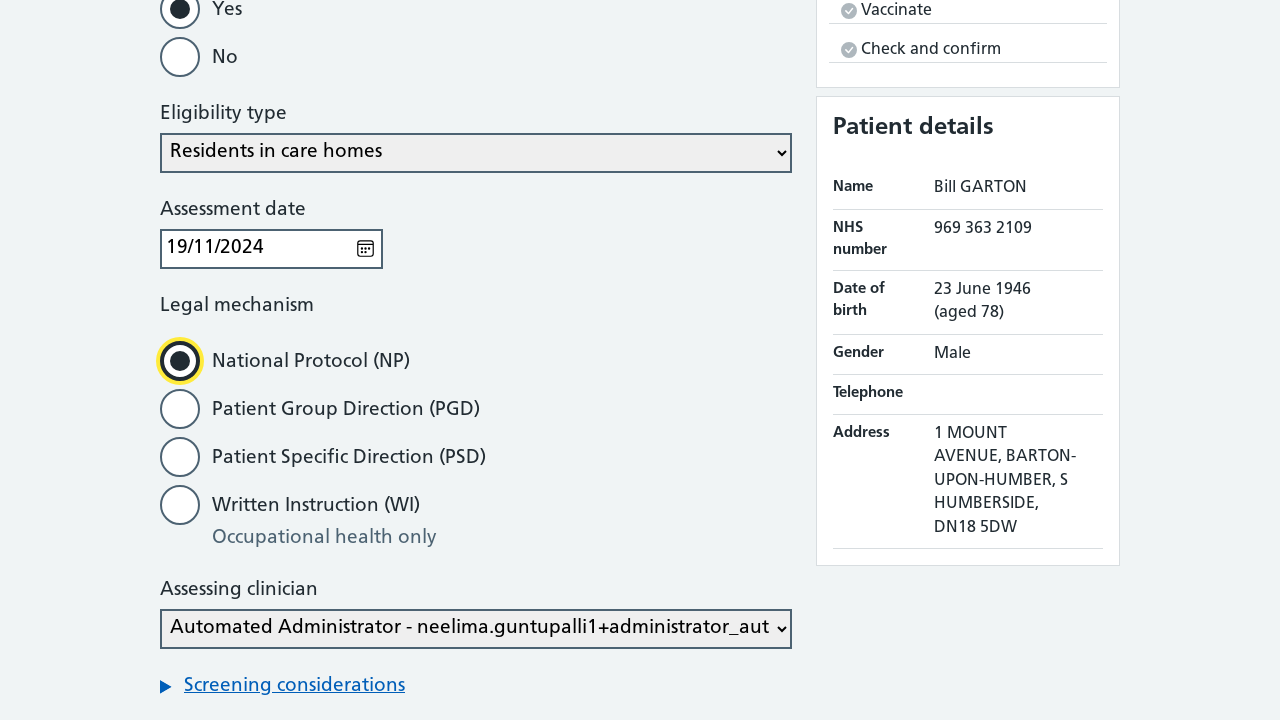 Yes
No
Eligibility type
Residents in care homes
Assessment date
19/11/2024
Legal mechanism
National Protocol (NP)
Patient Group Direction (PGD)
Patient Specific Direction (PSD)
Written Instruction (WI)
Occupational health only
Assessing clinician
Automated Administrator - neelima.guntupalli1+administrator_aut
Screening considerations
Vaccinate
Check and confirm
Patient details
Name Bill GARTON
NHS number 969 363 2109
Date of birth 23 June 1946 (aged 78)
Gender Male
Telephone
Address 1 MOUNT
AVENUE, BARTON-
UPON-HUMBER, S
HUMBERSIDE,
DN18 5DW